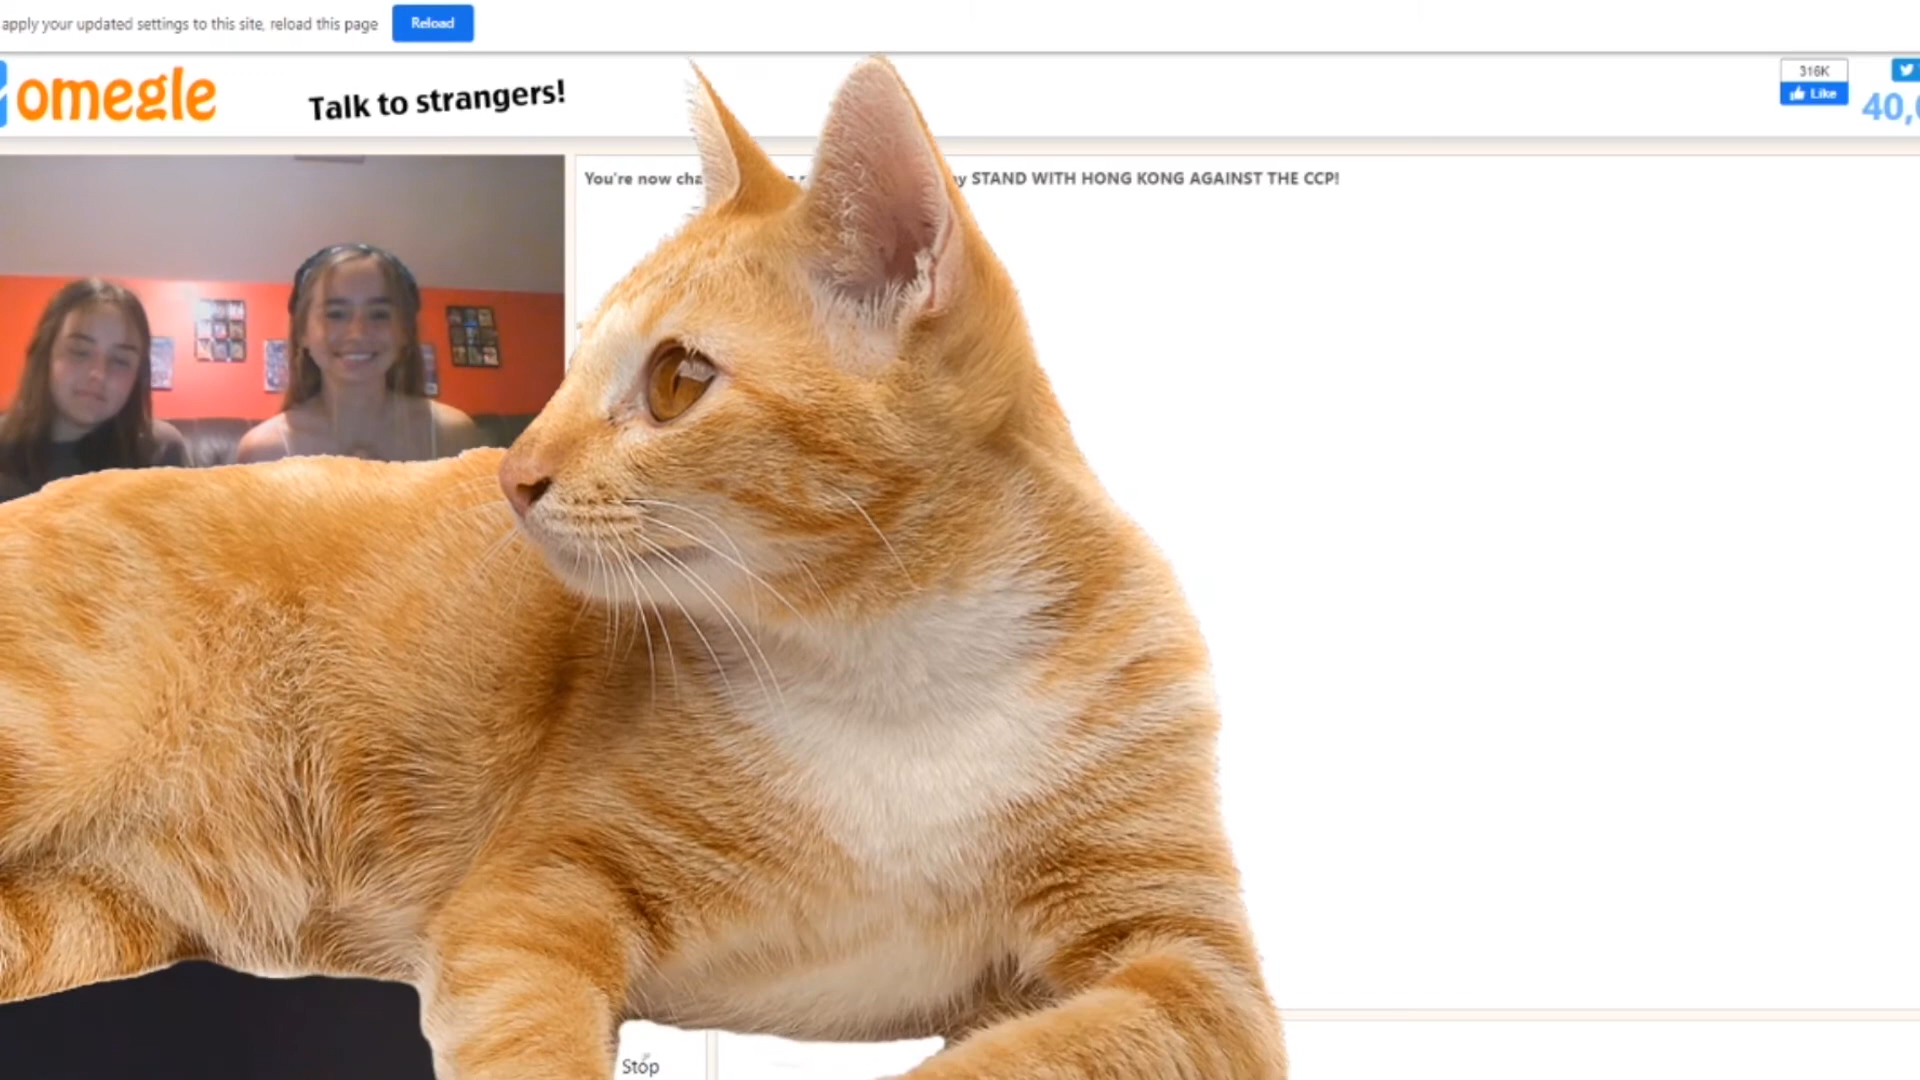 apply your updated settings to this site, reload this page
Reload
omegle
Talk to strangers!
316K
Like
40,
You're now
STAND WITH HONG KONG AGAINST THE CCP!
Stop